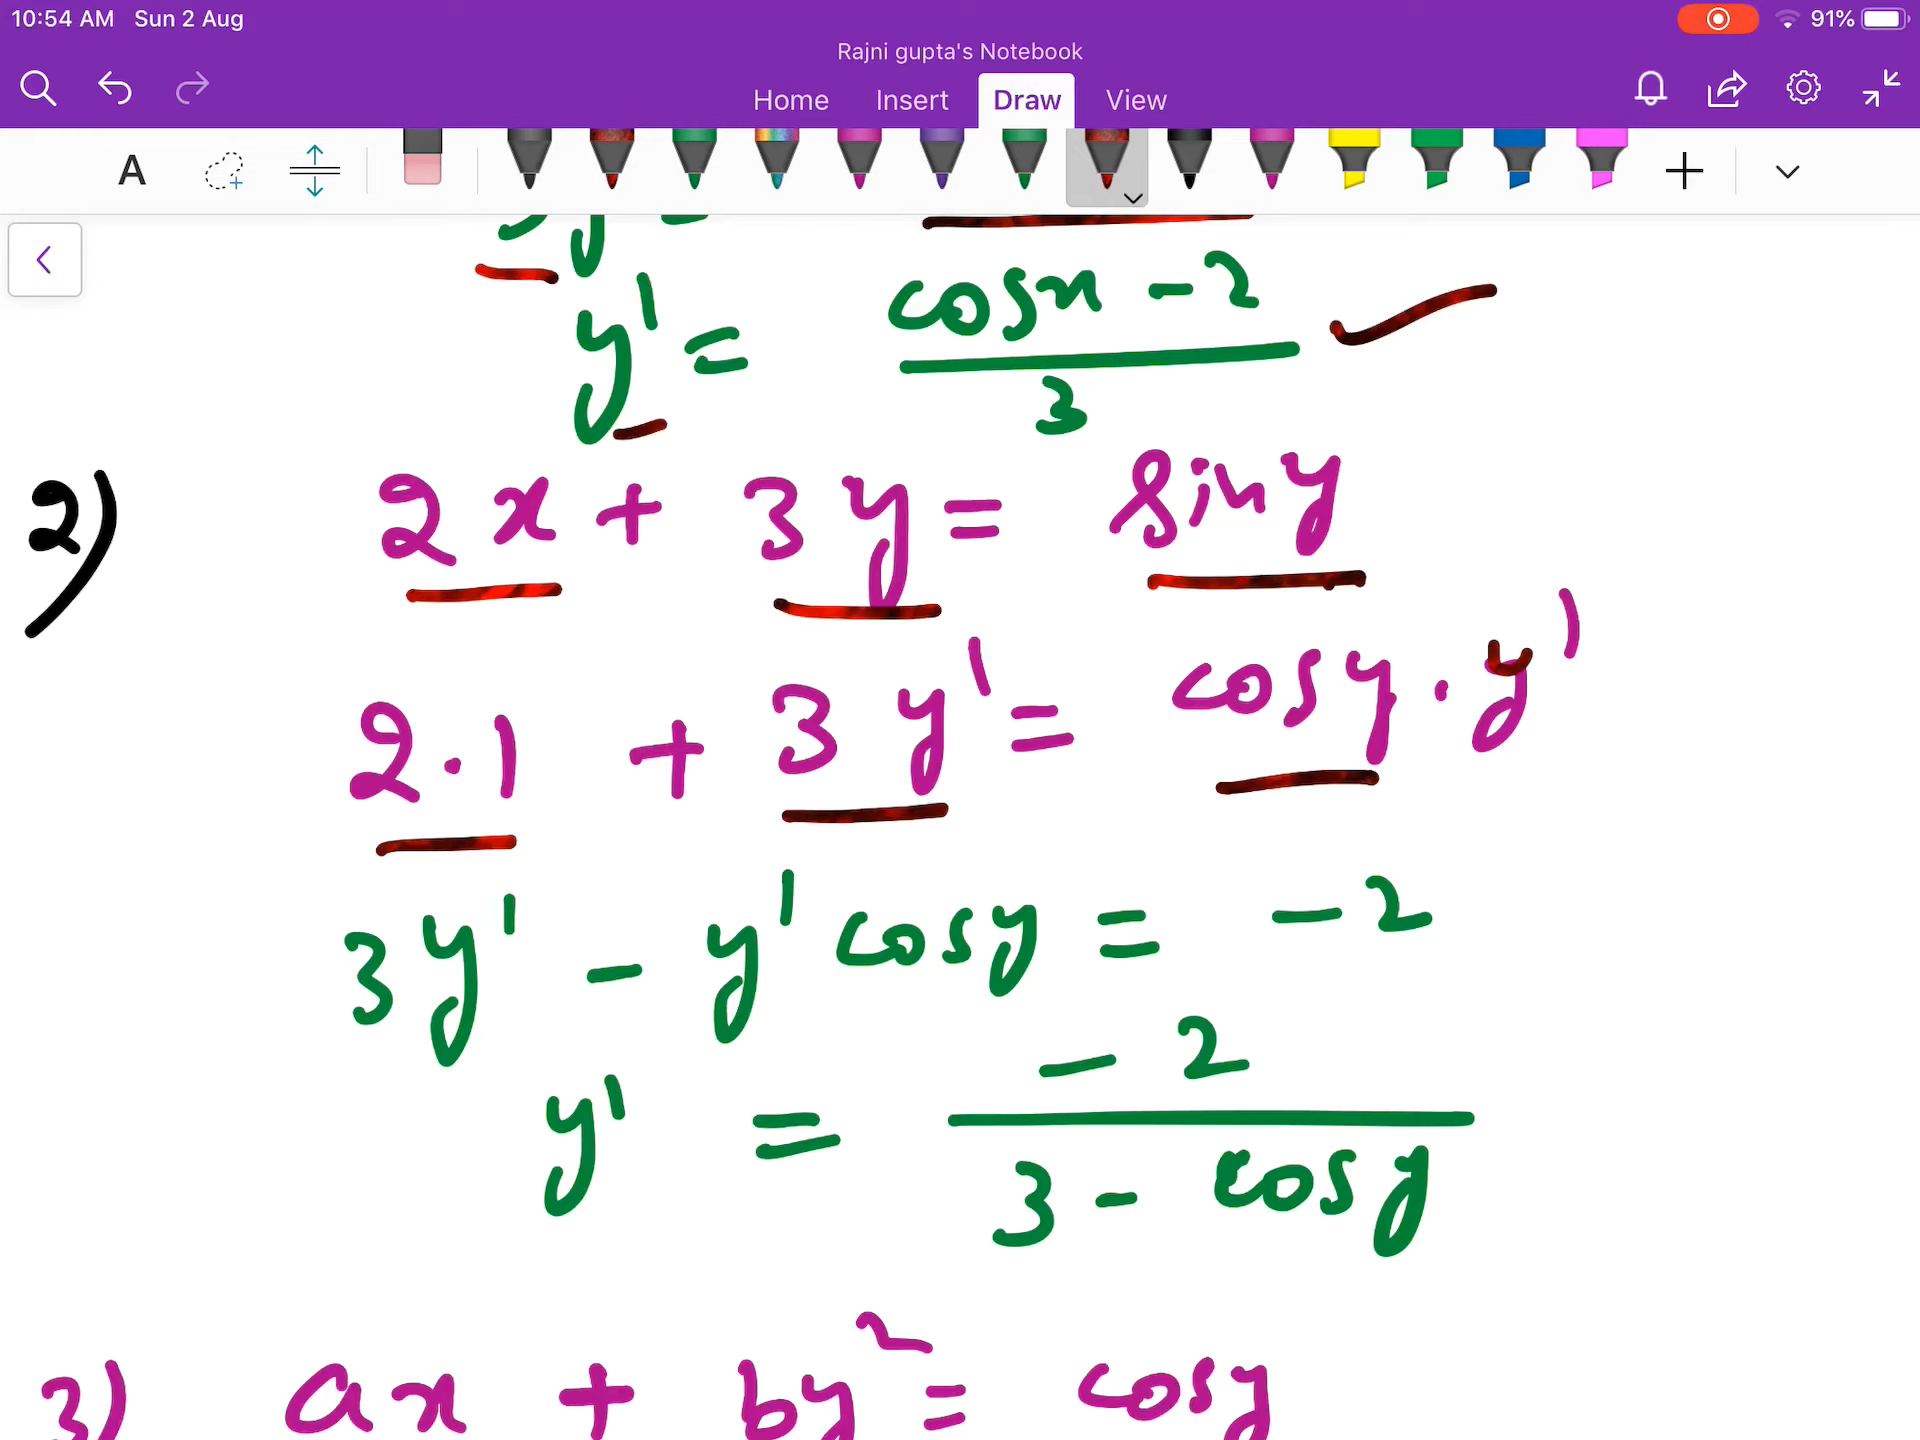 10:54 AM Sun 2 Aug
91%
Rajni gupta's Notebook
Home Insert Draw View
A
y' = cosx - 2
3
2) 2x + 3y = siny
2.1 + 3y' = cosy . y'
3y' - y'cosy = -2
y' = -2
3 - cosy
3) ax + by² = cosy